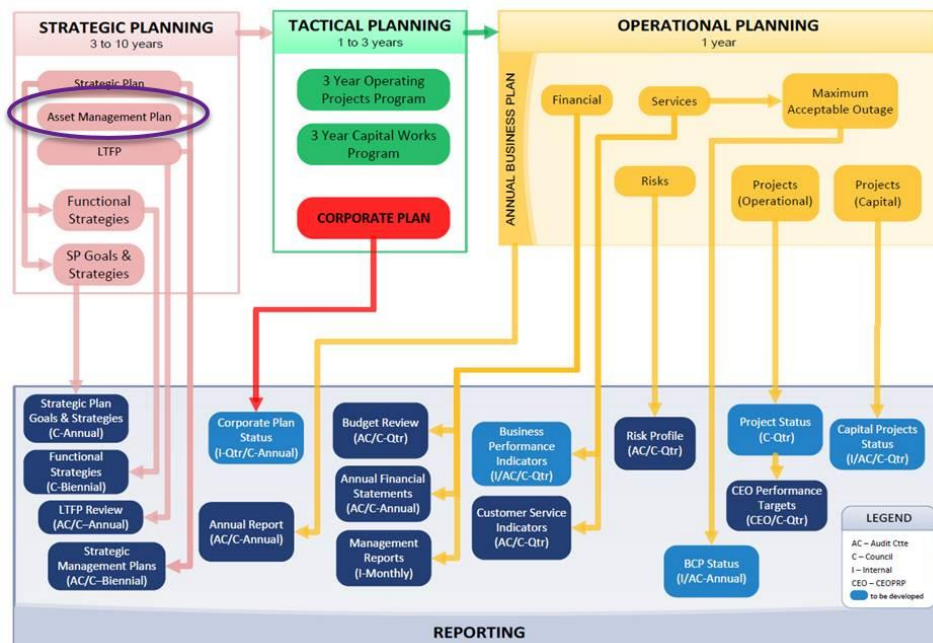 STRATEGIC PLANNING
3 to 10 years
Strategic Plan
Asset Management Plan
LTFP
Functional
Strategies
SP Goals &
Strategies
TACTICAL PLANNING
1 to 3 years
3 Year Operating
Projects Program
3 Year Capital Works
Program
CORPORATE PLAN
OPERATIONAL PLANNING
1 year
ANNUAL BUSINESS PLAN
Financial
Services
Maximum
Acceptable Outage
Risks
Projects
(Operational)
Projects
(Capital)
Strategic Plan
Goals & Strategies
(C-Annual)
Functional
Strategies
(C-Biennial)
LTFP Review
(AC/C–Annual)
Strategic
Management Plans
(AC/C–Biennial)
Corporate Plan
Status
(I-Qtr/C-Annual)
Annual Report
(AC/C-Annual)
Budget Review
(AC/C-Qtr)
Annual Financial
Statements
(AC/C-Annual)
Management
Reports
(I-Monthly)
Business
Performance
Indicators
(I/AC/C-Qtr)
Customer Service
Indicators
(AC/C-Qtr)
Risk Profile
(AC/C-Qtr)
Project Status
(C-Qtr)
CEO Performance
Targets
(CEO/C-Qtr)
BCP Status
(I/AC-Annual)
Capital Projects
Status
(I/AC/C-Qtr)
LEGEND
AC – Audit Ctte
C – Council
I – Internal
CEO – CEOPRP
to be developed
REPORTING